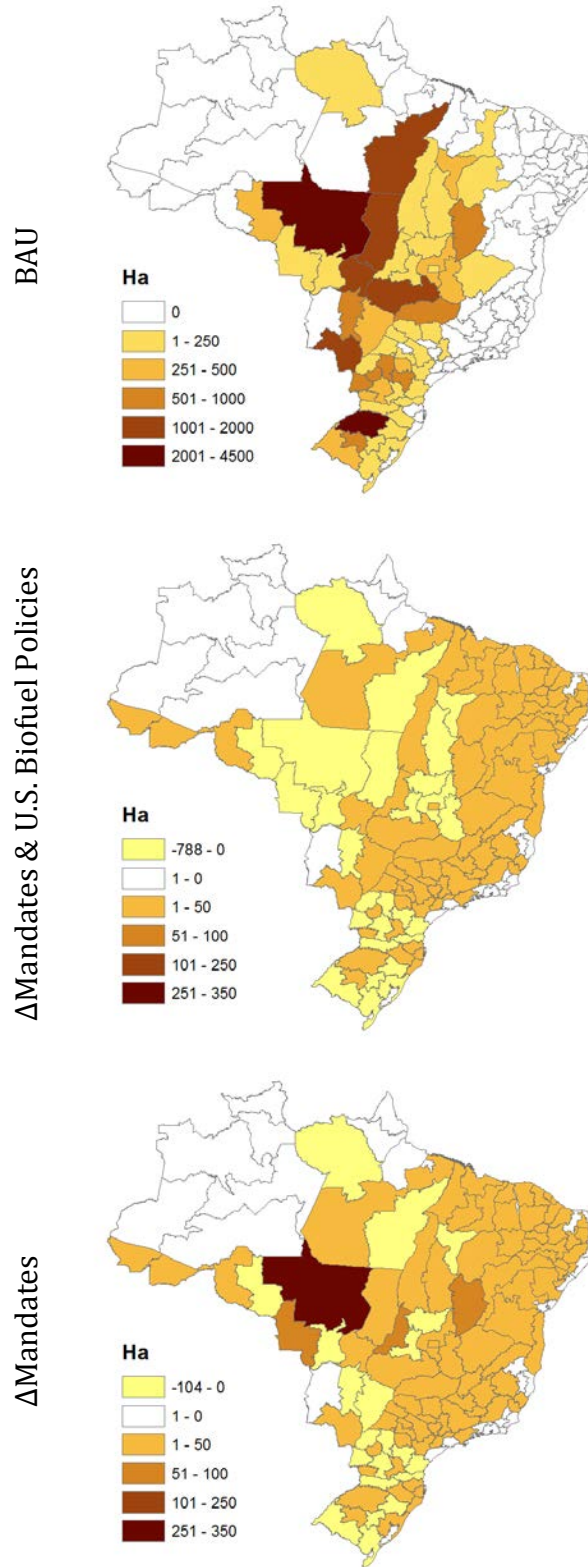 BAU
Ha
0
1 - 250
251 - 500
501 - 1000
1001 - 2000
2001 - 4500
ΔMandates & U.S. Biofuel Policies
Ha
-788 - 0
1 - 0
1 - 50
51 - 100
101 - 250
251 - 350
ΔMandates
Ha
-104 - 0
1 - 0
1 - 50
51 - 100
101 - 250
251 - 350